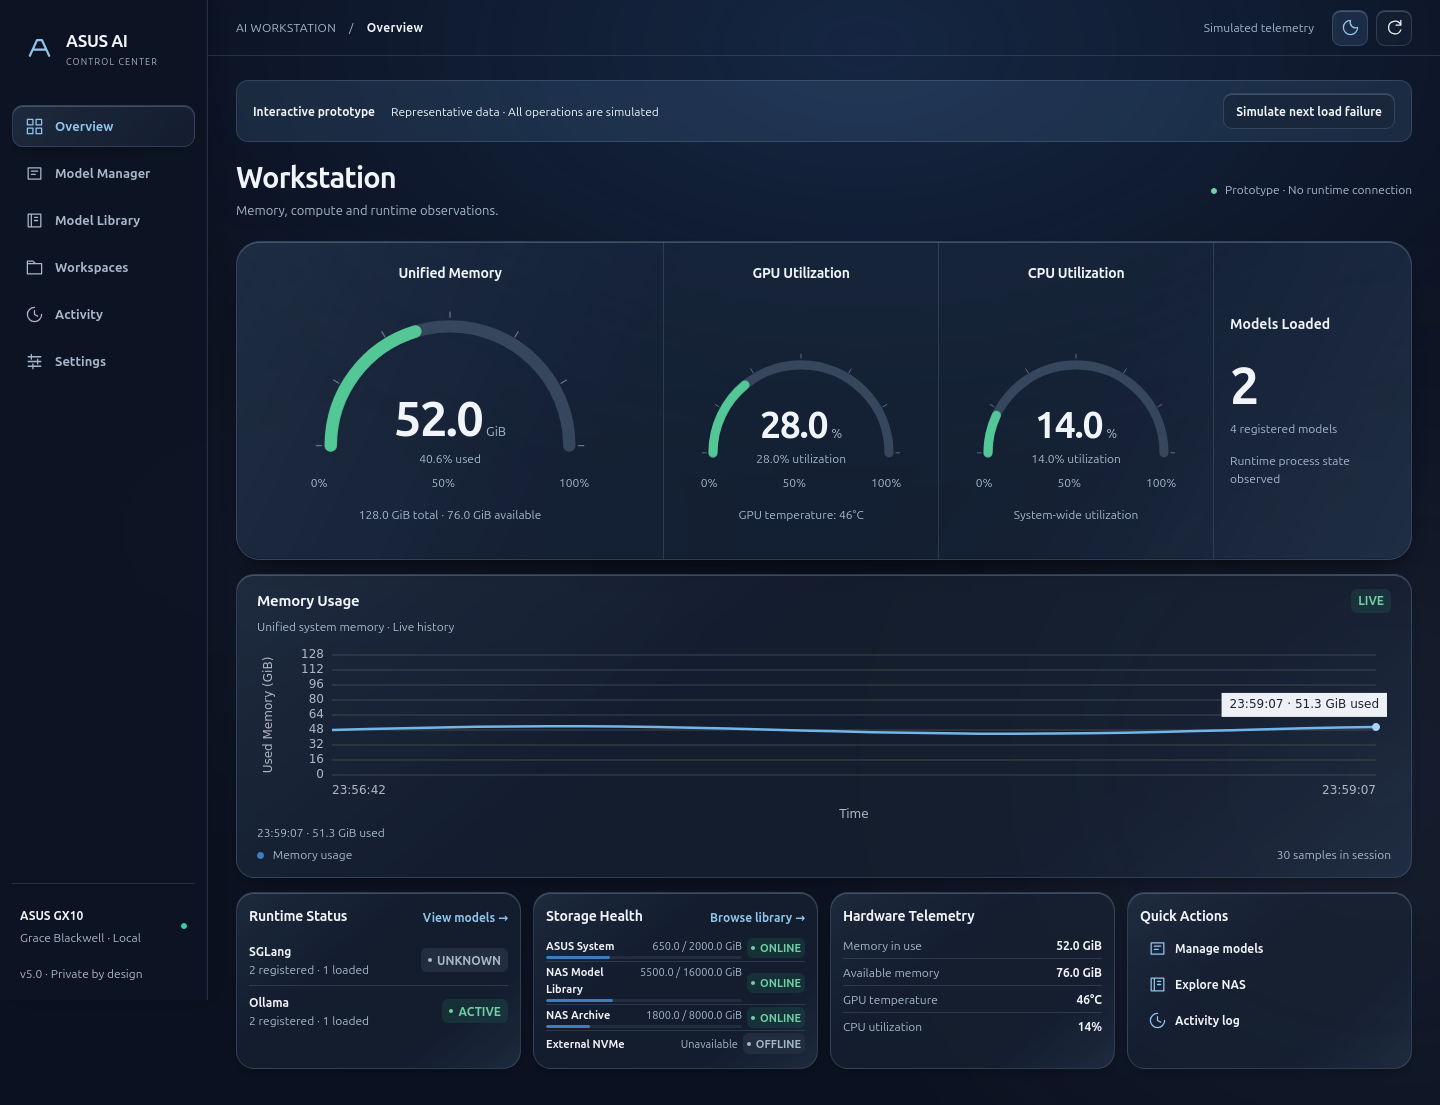 ASUS AI
CONTROL CENTER
Overview
Model Manager
Model Library
Workspaces
Activity
Settings
ASUS GX10
Grace Blackwell · Local
v5.0 · Private by design
AI WORKSTATION / Overview
Simulated telemetry
Interactive prototype Representative data · All operations are simulated
Simulate next load failure
Workstation
Memory, compute and runtime observations.
Prototype · No runtime connection
Unified Memory
52.0 GiB
40.6% used
0% 50% 100%
128.0 GiB total · 76.0 GiB available
GPU Utilization
28.0 %
28.0% utilization
0% 50% 100%
GPU temperature: 46°C
CPU Utilization
14.0 %
14.0% utilization
0% 50% 100%
System-wide utilization
Models Loaded
2
4 registered models
Runtime process state
observed
Memory Usage
LIVE
Unified system memory · Live history
Used Memory (GiB)
128
112
96
80
64
48
32
16
0
23:59:07 · 51.3 GiB used
23:56:42 23:59:07
Time
23:59:07 · 51.3 GiB used
Memory usage
30 samples in session
Runtime Status View models →
SGLang
2 registered · 1 loaded
UNKNOWN
Ollama
2 registered · 1 loaded
ACTIVE
Storage Health Browse library →
ASUS System 650.0 / 2000.0 GiB ONLINE
NAS Model
Library
5500.0 / 16000.0 GiB ONLINE
NAS Archive 1800.0 / 8000.0 GiB ONLINE
External NVMe Unavailable OFFLINE
Hardware Telemetry
Memory in use 52.0 GiB
Available memory 76.0 GiB
GPU temperature 46°C
CPU utilization 14%
Quick Actions
Manage models
Explore NAS
Activity log